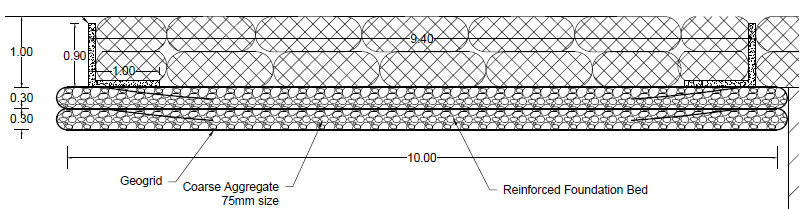 1.00
0.90
9.40
1.00
0.30
0.30
10.00
Geogrid
Coarse Aggregate
75mm size
Reinforced Foundation Bed